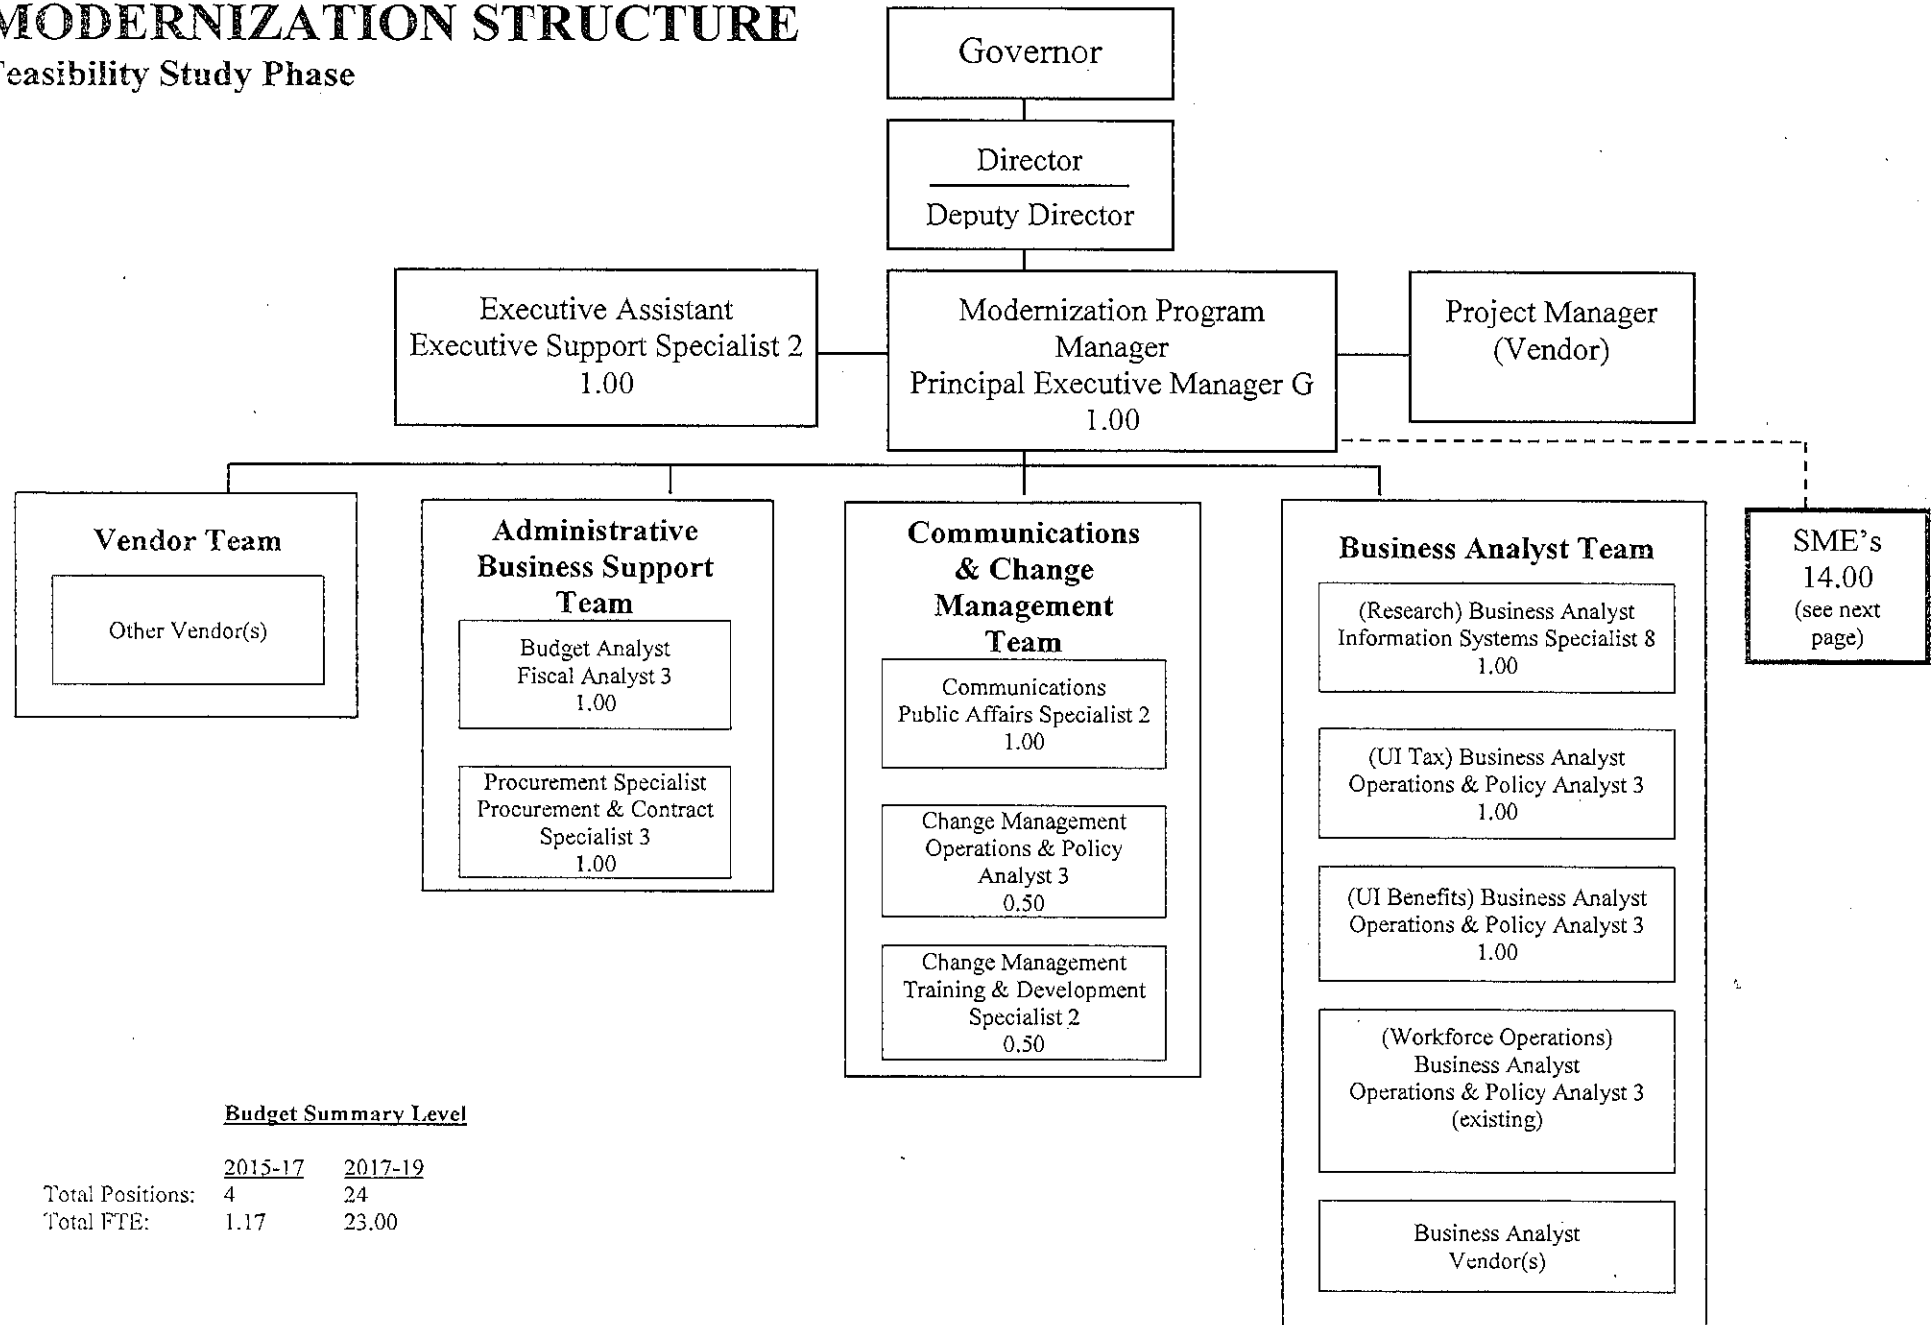 MODERNIZATION STRUCTURE
Feasibility Study Phase
Governor
Director
Deputy Director
Executive Assistant
Executive Support Specialist 2
1.00
Modernization Program
Manager
Principal Executive Manager G
1.00
Project Manager
(Vendor)
Vendor Team
Other Vendor(s)
Administrative
Business Support
Team
Budget Analyst
Fiscal Analyst 3
1.00
Procurement Specialist
Procurement & Contract
Specialist 3
1.00
Communications
& Change
Management
Team
Communications
Public Affairs Specialist 2
1.00
Change Management
Operations & Policy
Analyst 3
0.50
Change Management
Training & Development
Specialist 2
0.50
Business Analyst Team
(Research) Business Analyst
Information Systems Specialist 8
1.00
(UI Tax) Business Analyst
Operations & Policy Analyst 3
1.00
(UI Benefits) Business Analyst
Operations & Policy Analyst 3
1.00
(Workforce Operations)
Business Analyst
Operations & Policy Analyst 3
(existing)
Business Analyst
Vendor(s)
SME's
14.00
(see next
page)
Budget Summary Level
2015-17 2017-19
Total Positions: 4 24
Total FTE: 1.17 23.00